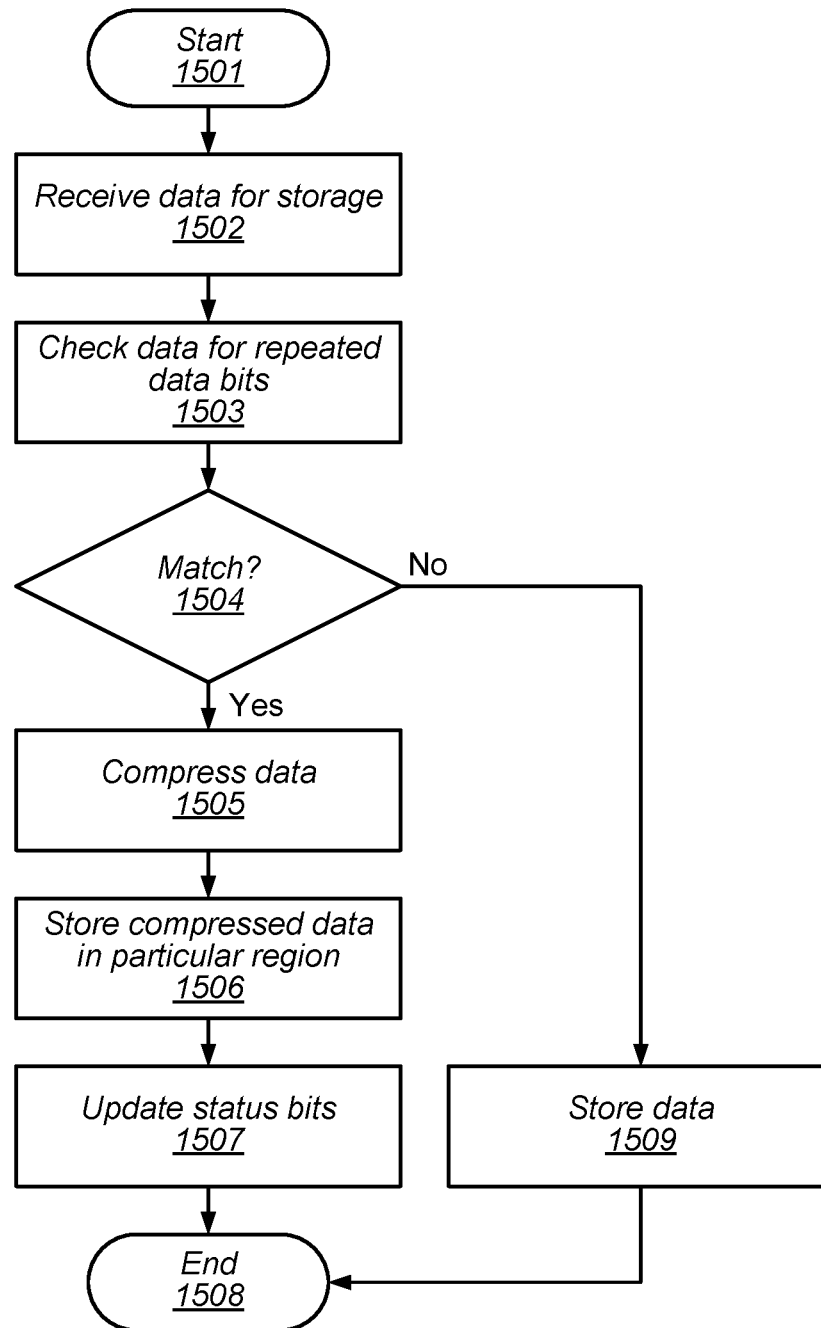 Start
1501
Receive data for storage
1502
Check data for repeated
data bits
1503
Match?
1504
No
Yes
Compress data
1505
Store compressed data
in particular region
1506
Update status bits
1507
Store data
1509
End
1508